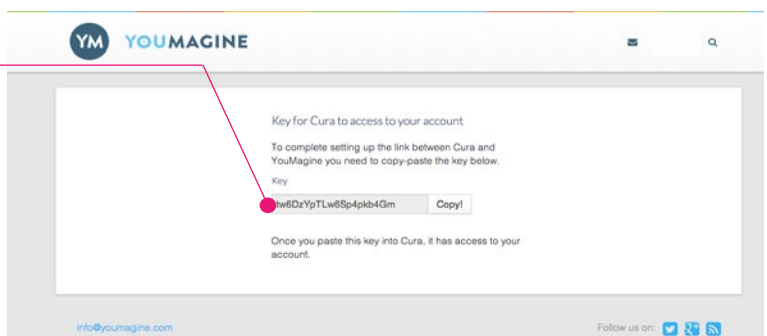 YM YOUMAGINE
Key for Cura to access to your account
To complete setting up the link between Cura and
YouMagine you need to copy-paste the key below.
Key
tw6DzYpTLw6Sp4pkb4Gm Copy!
Once you paste this key into Cura, it has access to your
account.
info@youmagine.com Follow us on: